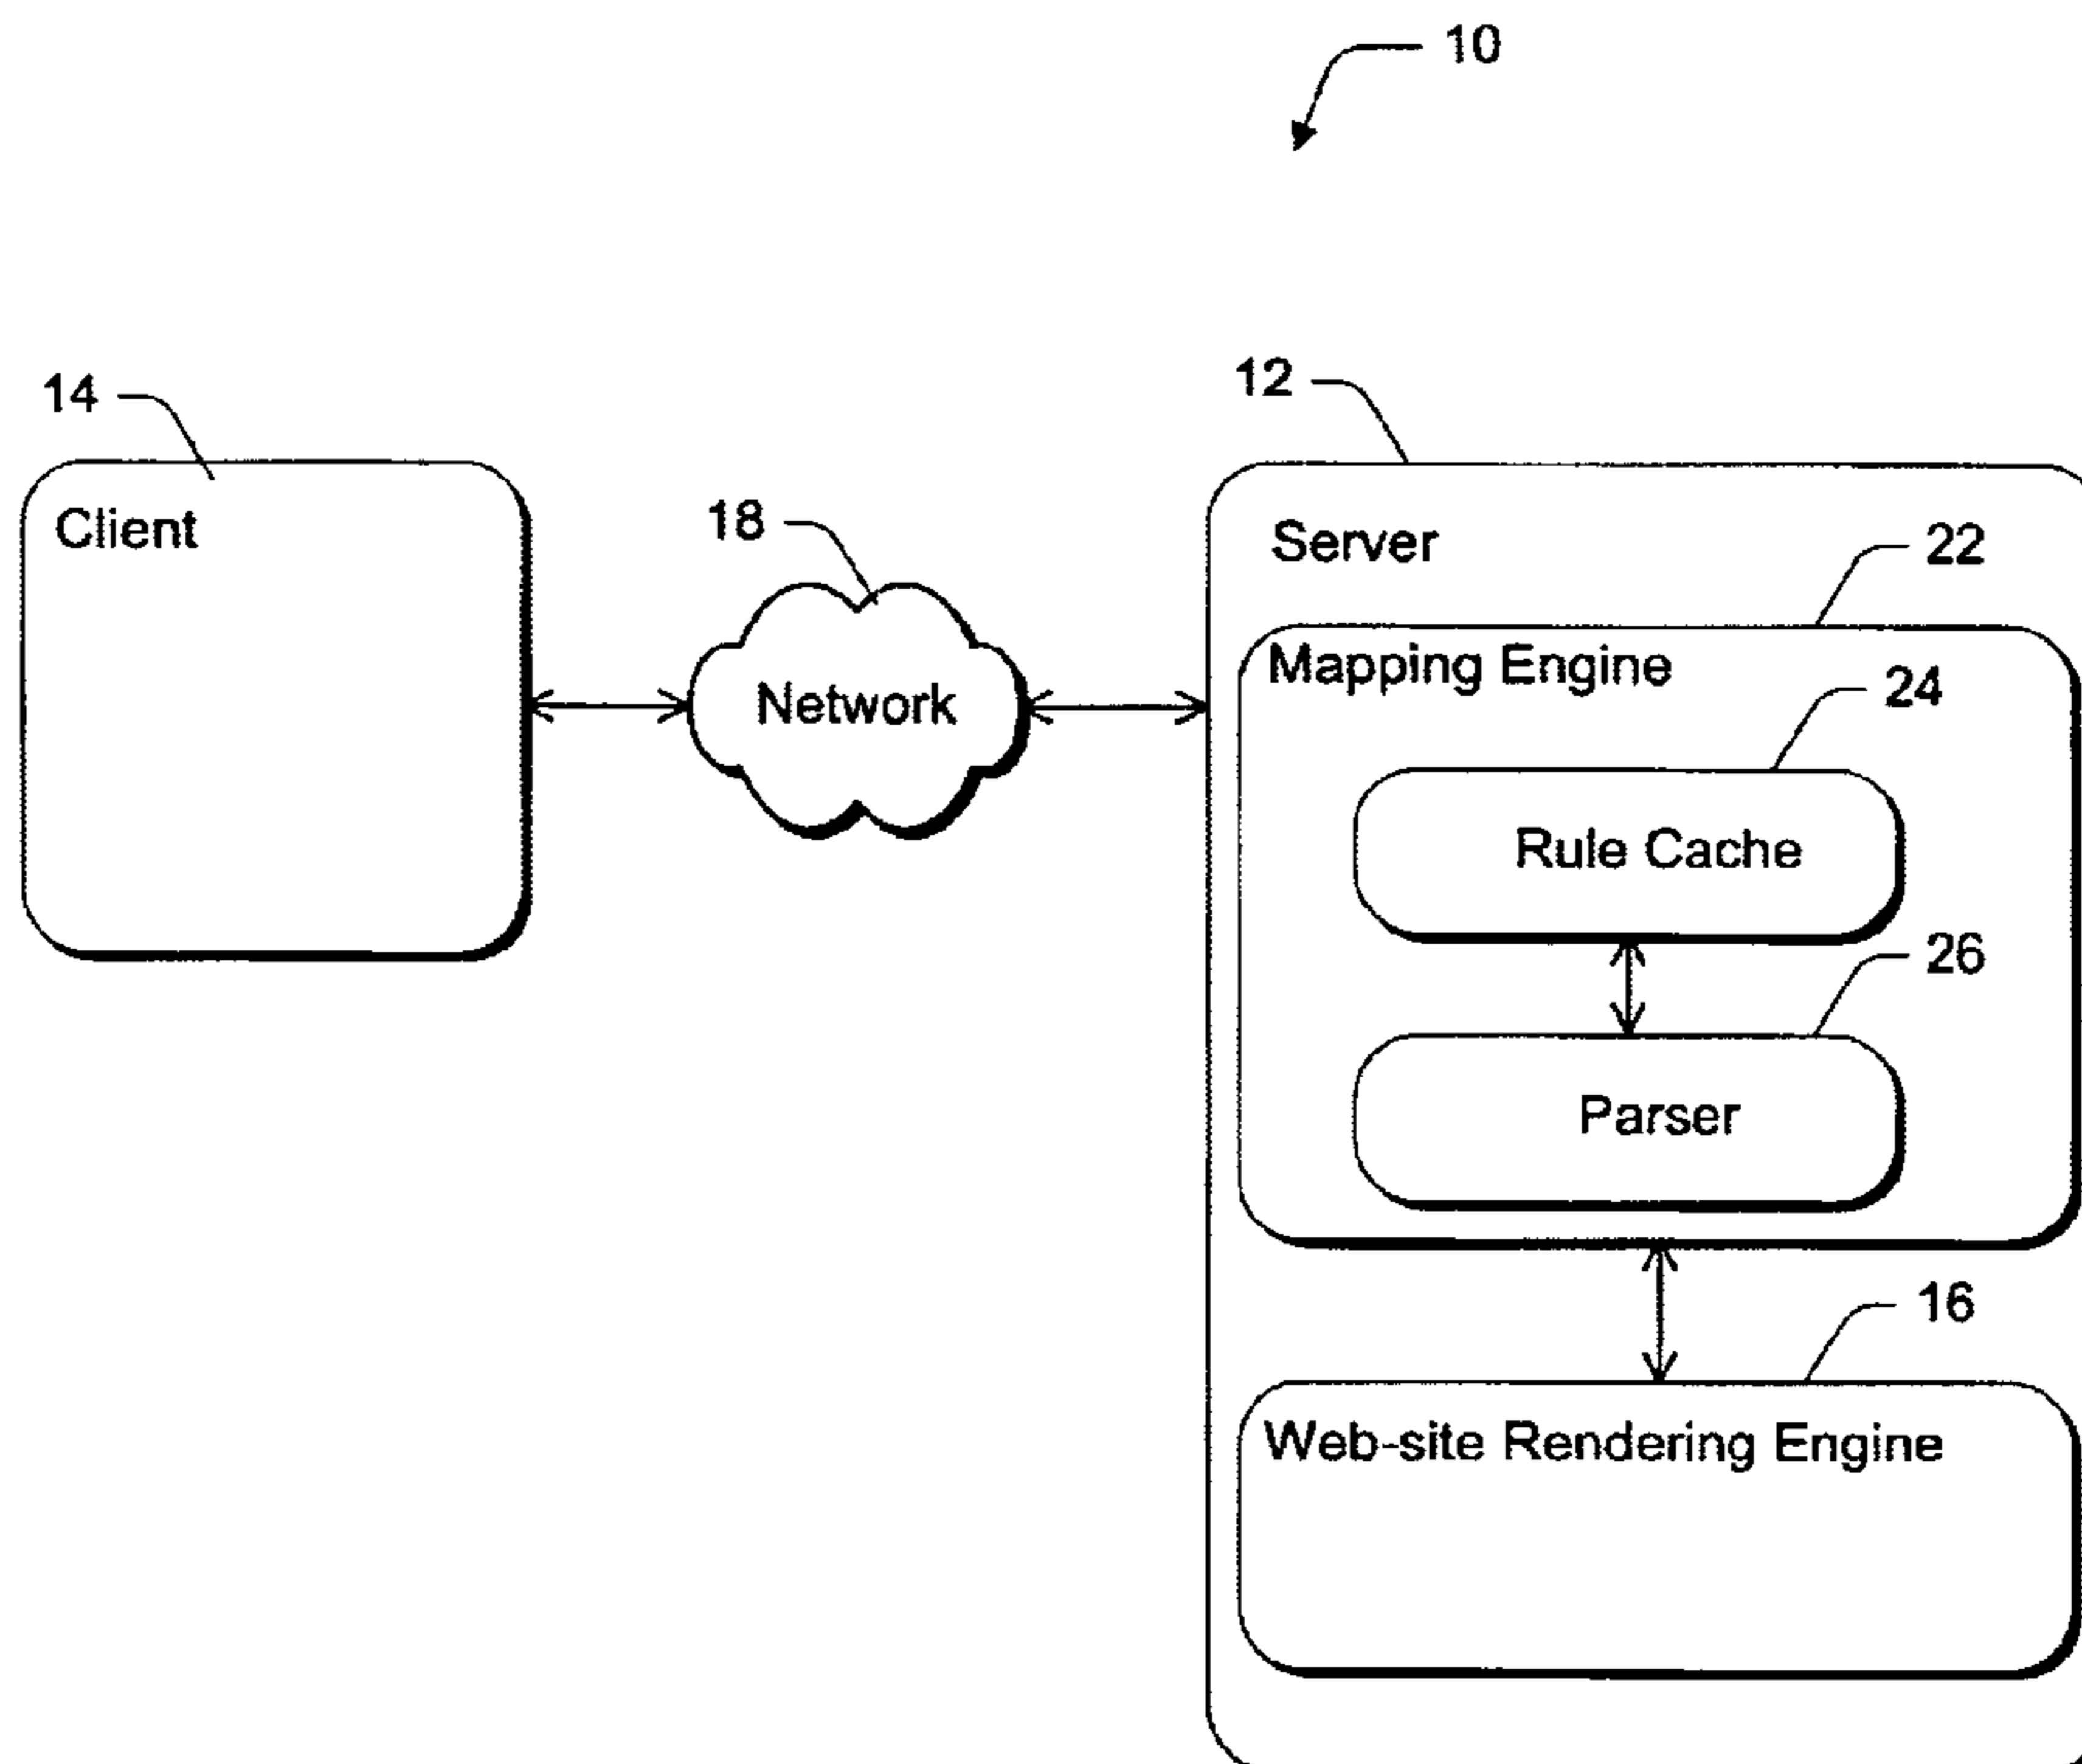 10
14
12
Client
18
Server
22
Network
Mapping Engine
24
Rule Cache
26
Parser
16
Web-site Rendering Engine